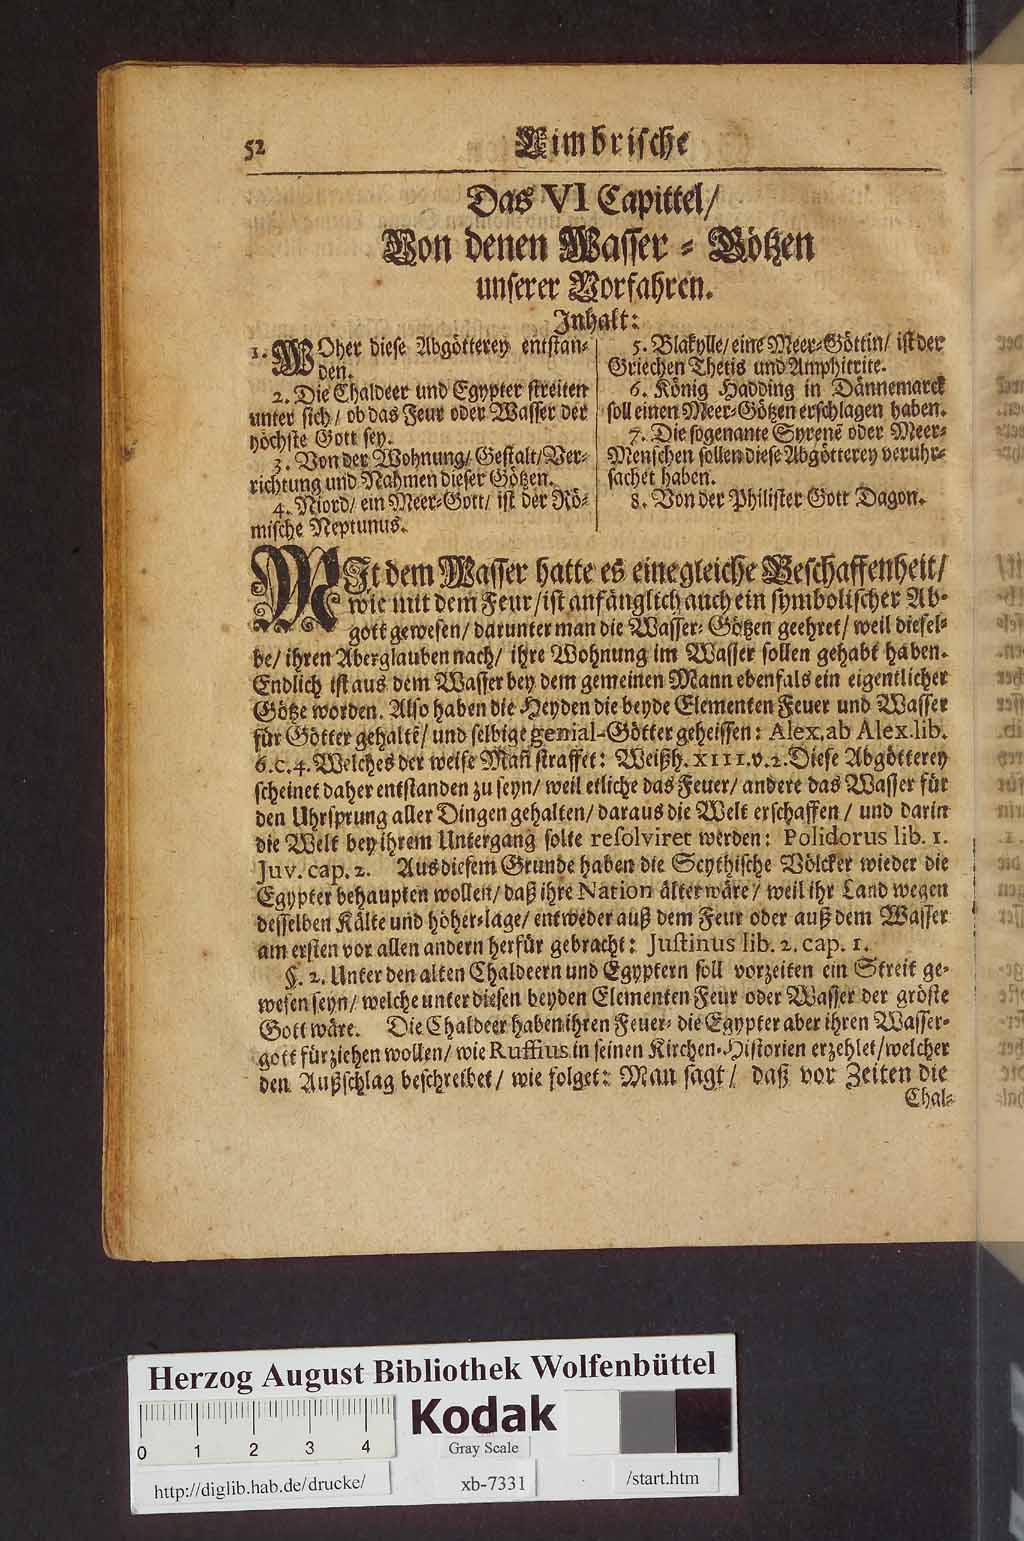 52
Cimbrische
Das VI Capittel/
Von denen Wasser - Götzen
unserer Vorfahren.
Inhalt:
1. WOher diese Abgötterey entstan-
den.
2. Die Chaldeer und Egypter streiten
unter sich/ ob das Feur oder Wasser der
höchste Gott sey.
3. Von der Wohnung/ Gestalt/ Ver-
richtung und Nahmen dieser Götzen.
4. Niord/ ein Meer-Gott/ ist der Rö-
mische Neptunus.
5. Blakylle/ eine Meer-Göttin/ ist der
Griechen Thetis und Amphitrite.
6. König Hadding in Dännemarck
soll einen Meer-Götzen erschlagen haben.
7. Die sogenante Syrenē oder Meer-
Menschen sollen diese Abgötterey veruhr-
sachet haben.
8. Von der Philister Gott Dagon.
MIt dem Wasser hatte es eine gleiche Beschaffenheit/
wie mit dem Feur/ ist anfänglich auch ein symbolischer Ab-
gott gewesen/ darunter man die Wasser-Götzen geehret/ weil diesel-
be/ ihren Aberglauben nach/ ihre Wohnung im Wasser sollen gehabt haben.
Endlich ist aus dem Wasser bey dem gemeinen Mann ebenfals ein eigentlicher
Götze worden. Also haben die Heyden die beyde Elementen Feuer und Wasser
für Götter gehaltē/ und selbige genial-Götter geheissen: Alex. ab Alex. lib.
6. c. 4. Welches der weise Mañ straffet: Weißh. XIII. v. 2. Diese Abgötterey
scheinet daher entstanden zu seyn/ weil etliche das Feuer/ andere das Wasser für
den Uhrsprung aller Dingen gehalten/ daraus die Welt erschaffen/ und darin
die Welt bey ihrem Untergang solte resolviret werden: Polidorus lib. 1.
Juv. cap. 2. Aus diesem Grunde haben die Scythische Völcker wieder die
Egypter behaupten wollen/ daß ihre Nation älter wäre/ weil ihr Land wegen
desselben Kälte und höher-lage/ entweder auß dem Feur oder auß dem Wasser
am ersten vor allen andern herfür gebracht: Justinus lib. 2. cap. 1.
§. 2. Unter den alten Chaldeern und Egyptern soll vorzeiten ein Streit ge-
wesen seyn/ welche unter diesen beyden Elementen Feur oder Wasser der gröste
Gott wäre. Die Chaldeer haben ihren Feuer- die Egypter aber ihren Wasser-
gott fürziehen wollen/ wie Ruffius in seinen Kirchen-Historien erzehlet/ welcher
den Außschlag beschreibet/ wie folget: Man sagt/ daß vor Zeiten die
Chal-
Herzog August Bibliothek Wolfenbüttel
0 1 2 3 4
Kodak
Gray Scale
http://diglib.hab.de/drucke/
xb-7331
/start.htm